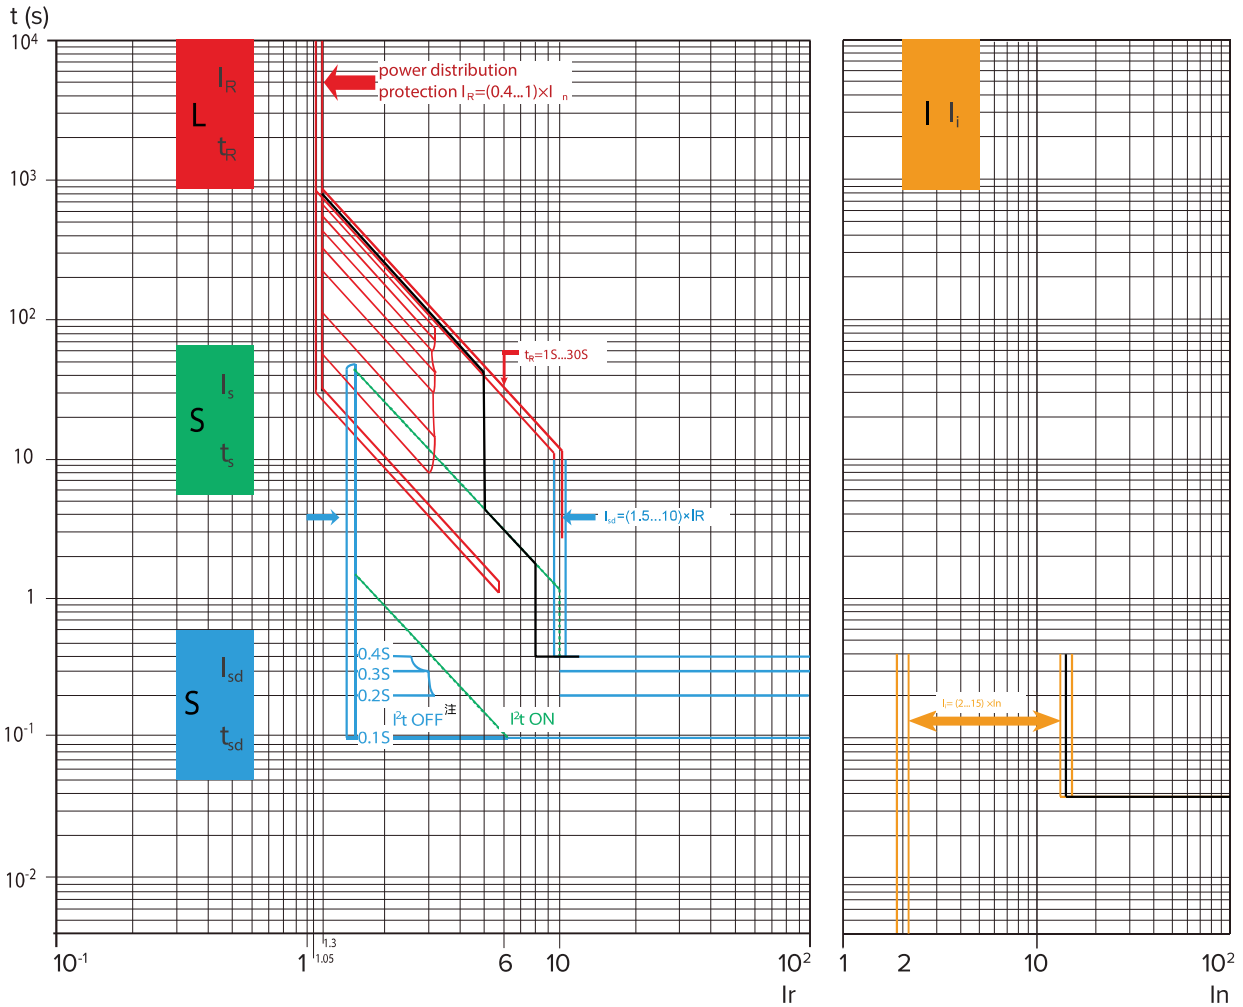 t (s)
10⁴
10³
10²
10
1
10⁻¹
10⁻²
L
I_R
t_R
power distribution
protection I_R=(0.4...1)×I_n
S
I_s
t_s
t_R=1S...30S
I_sd=(1.5...10)×IR
S
I_sd
t_sd
0.4S
0.3S
0.2S
I²t OFF 注
I²t ON
0.1S
10⁻¹
1
1.05
1.3
6
10
10²
Ir
I I_i
I_i=(2...15)×In
1
2
10
10²
In